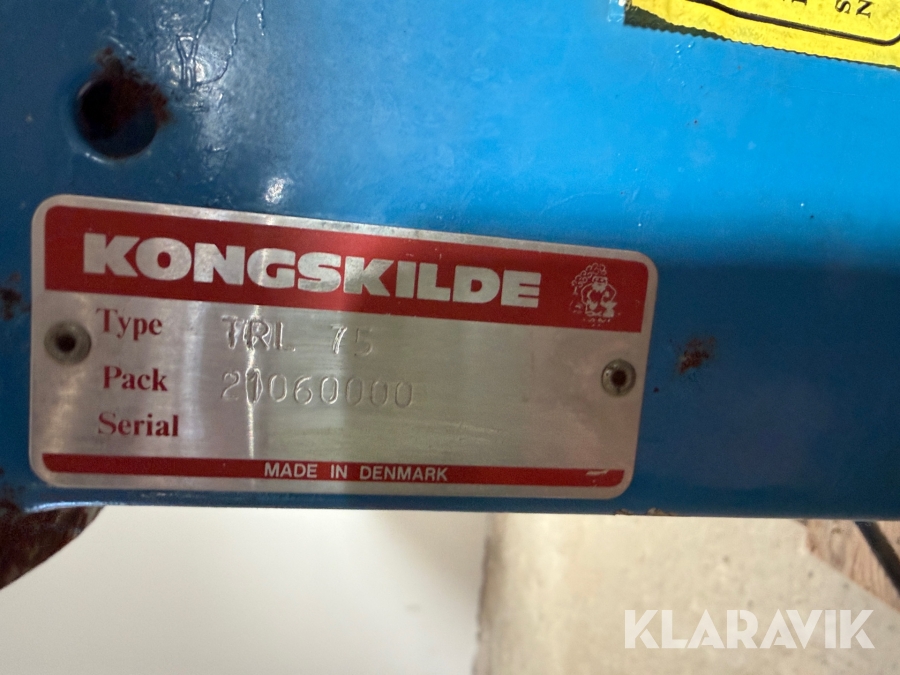 KONGSKILDE
Type TRL 75
Pack 21060000
Serial
MADE IN DENMARK
KLARAVIK